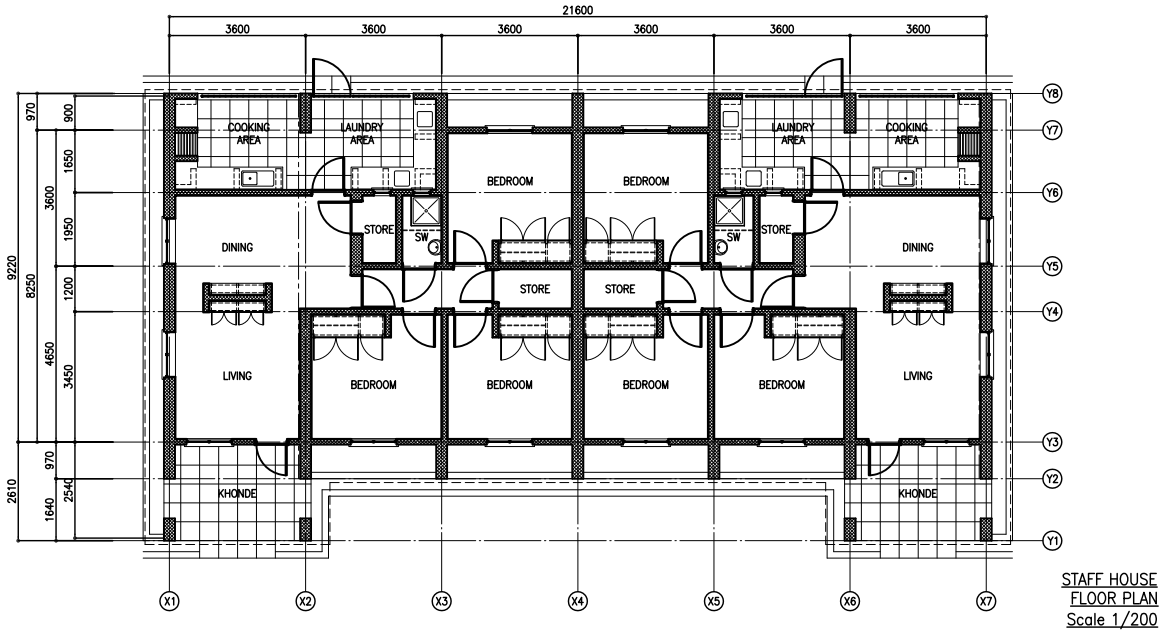 21600
3600 3600 3600 3600 3600 3600
970 900
Y8
COOKING AREA LAUNDRY AREA LAUNDRY AREA COOKING AREA
Y7
1650
3600
BEDROOM BEDROOM
Y6
1950
STORE SW SW STORE
DINING DINING
9220 8250
Y5
1200
STORE STORE
Y4
4650 3450
LIVING BEDROOM BEDROOM BEDROOM BEDROOM LIVING
Y3
970
Y2
2610 1640 2540
KHONDE KHONDE
Y1
X1 X2 X3 X4 X5 X6 X7
STAFF HOUSE
FLOOR PLAN
Scale 1/200